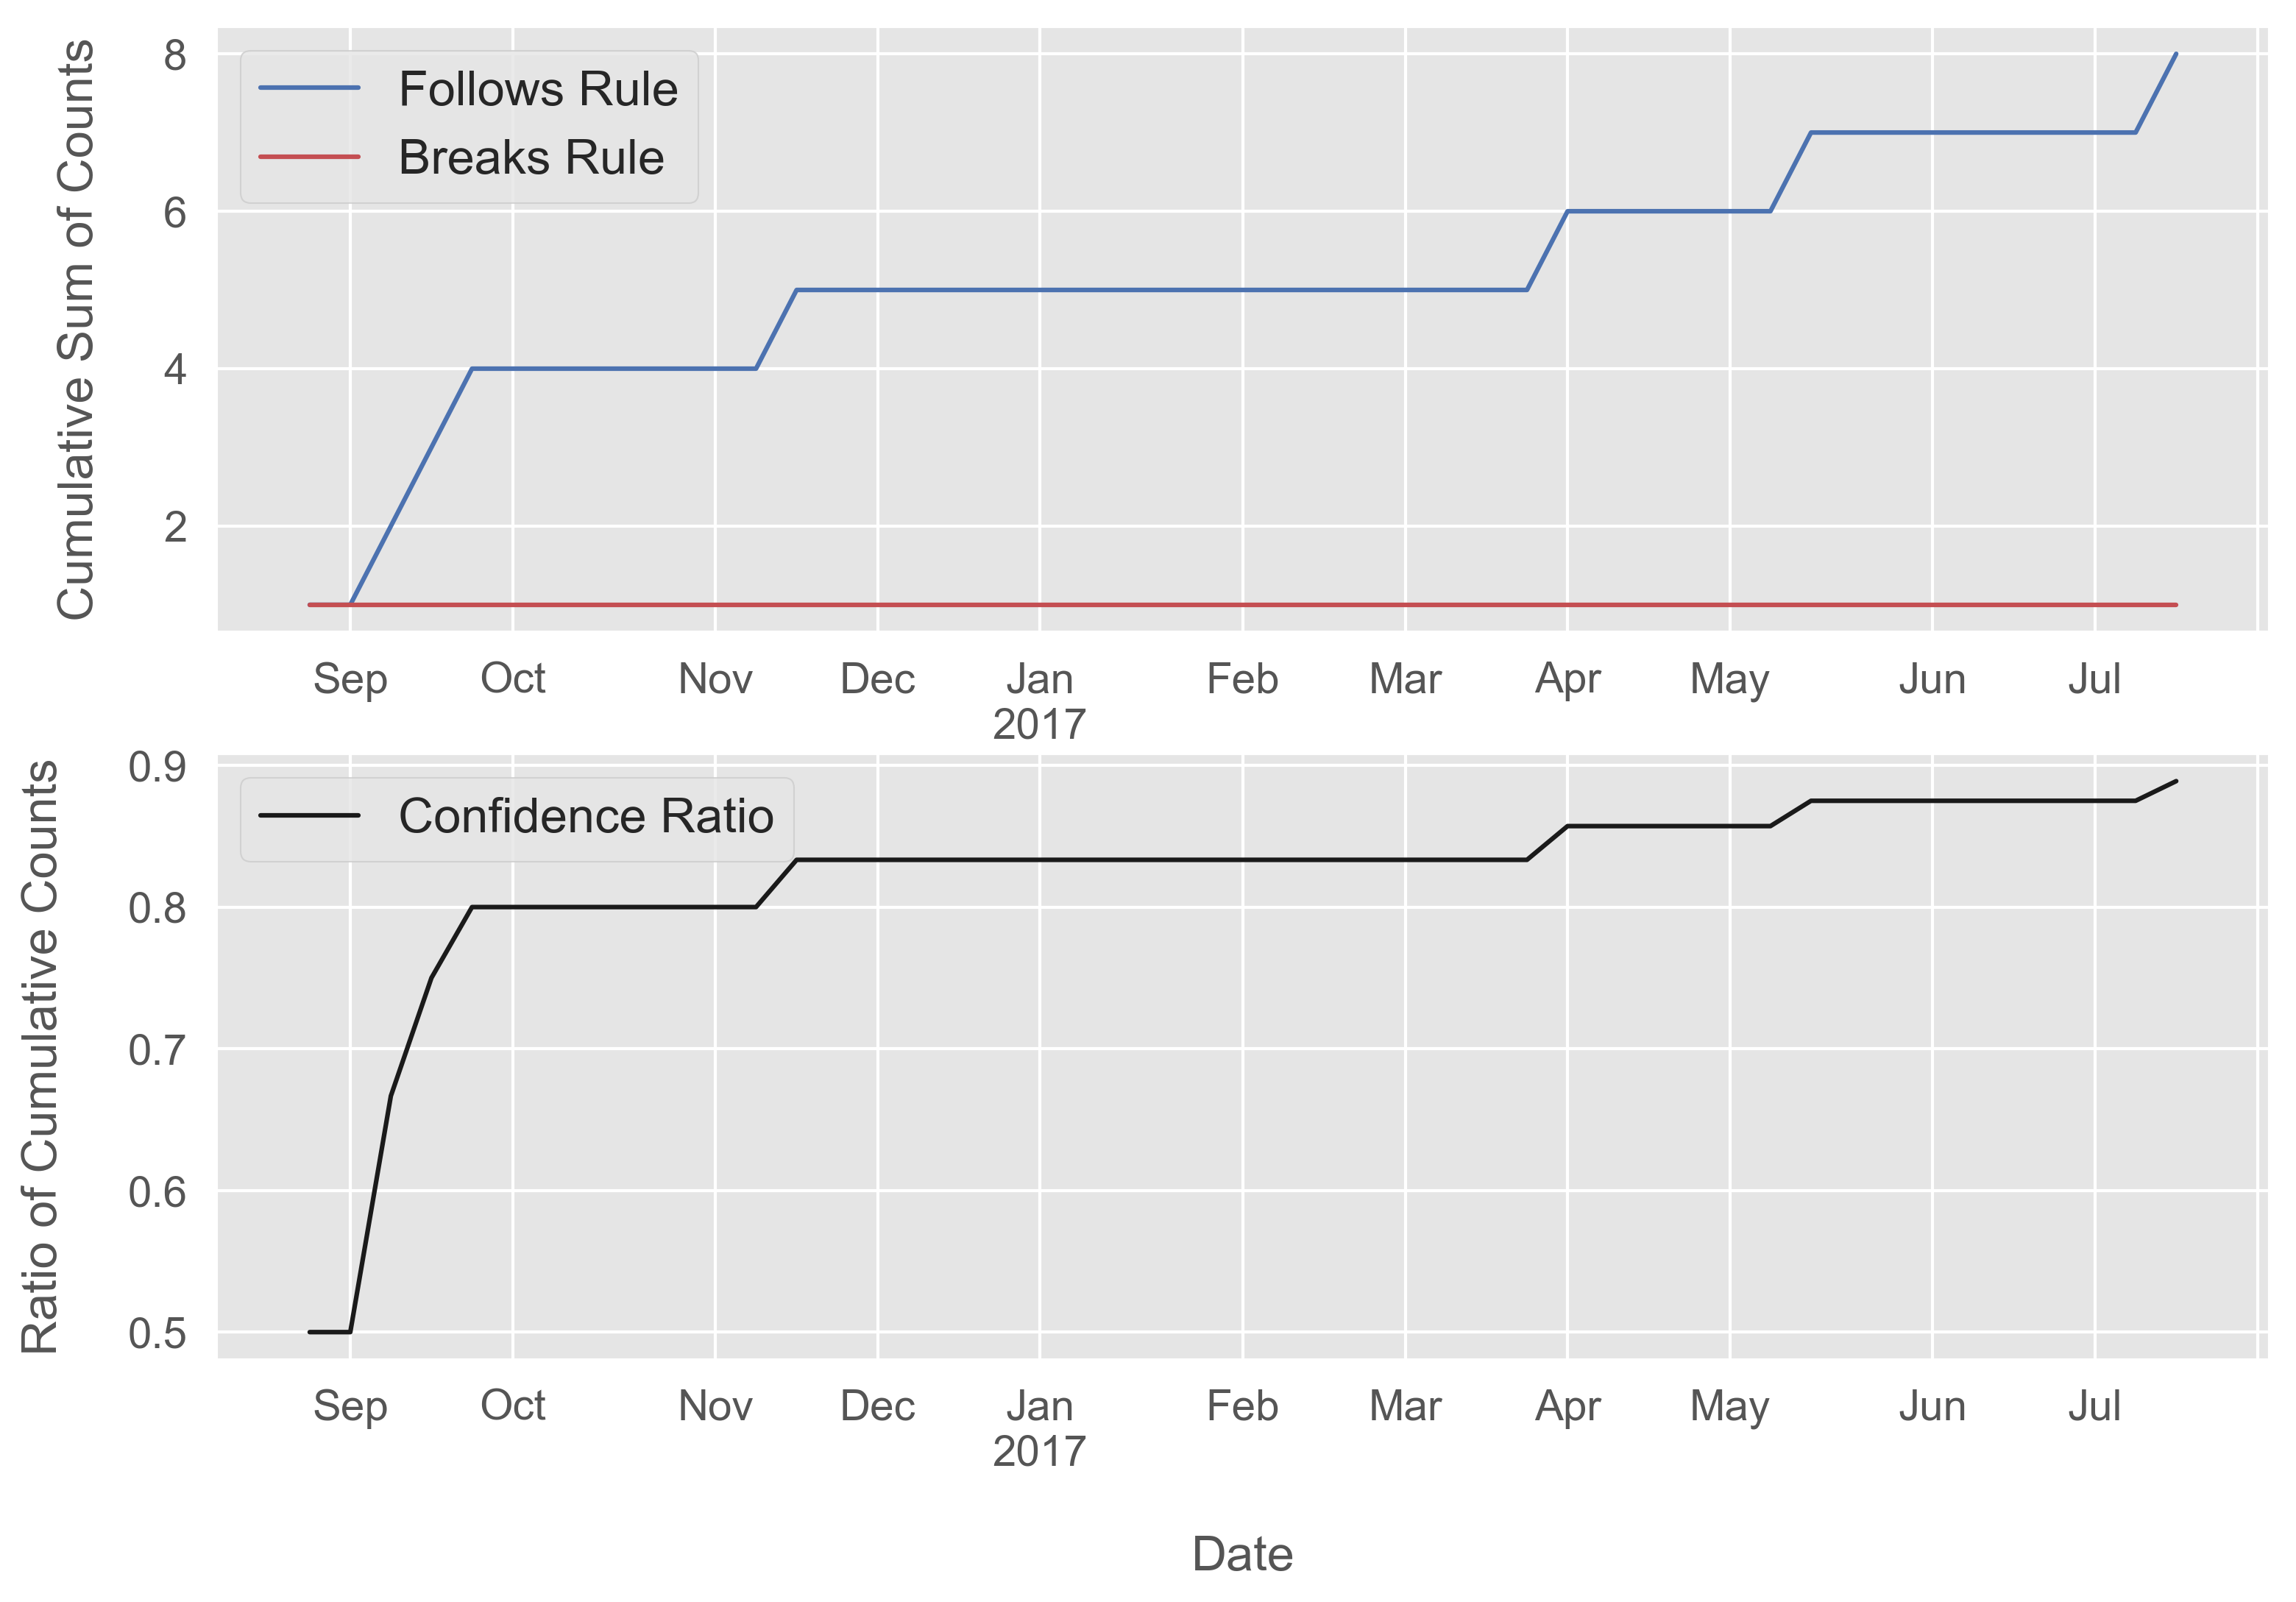 Cumulative Sum of Counts
8
6
4
2
Follows Rule
Breaks Rule
Sep Oct Nov Dec Jan Feb Mar Apr May Jun Jul
2017
Ratio of Cumulative Counts
0.9
0.8
0.7
0.6
0.5
Confidence Ratio
Sep Oct Nov Dec Jan Feb Mar Apr May Jun Jul
2017
Date